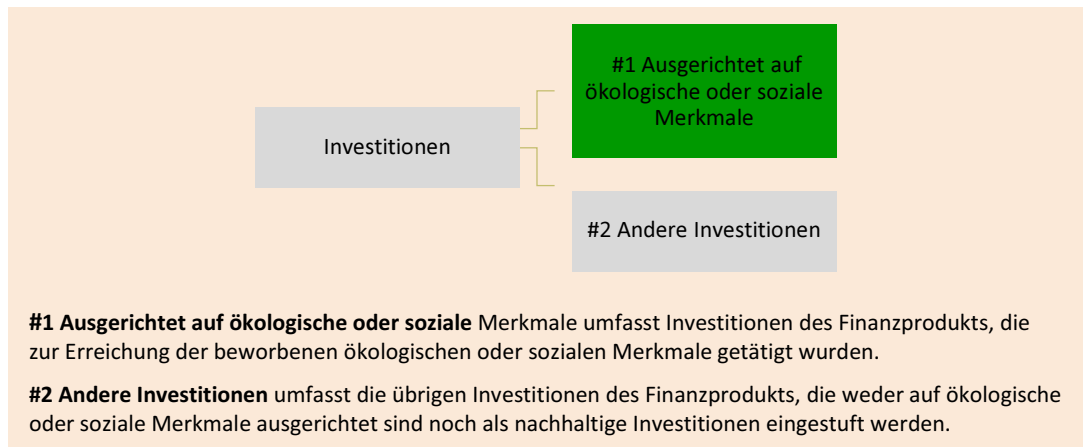 #1 Ausgerichtet auf
ökologische oder soziale
Merkmale
Investitionen
#2 Andere Investitionen
#1 Ausgerichtet auf ökologische oder soziale Merkmale umfasst Investitionen des Finanzprodukts, die
zur Erreichung der beworbenen ökologischen oder sozialen Merkmale getätigt wurden.
#2 Andere Investitionen umfasst die übrigen Investitionen des Finanzprodukts, die weder auf ökologische
oder soziale Merkmale ausgerichtet sind noch als nachhaltige Investitionen eingestuft werden.